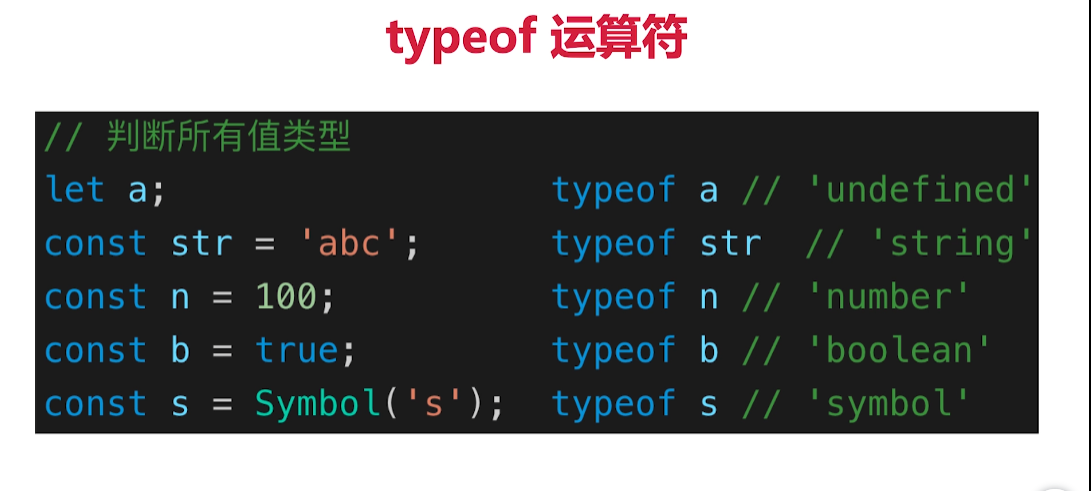 typeof 运算符
// 判断所有值类型
let a; typeof a // 'undefined'
const str = 'abc'; typeof str // 'string'
const n = 100; typeof n // 'number'
const b = true; typeof b // 'boolean'
const s = Symbol('s'); typeof s // 'symbol'